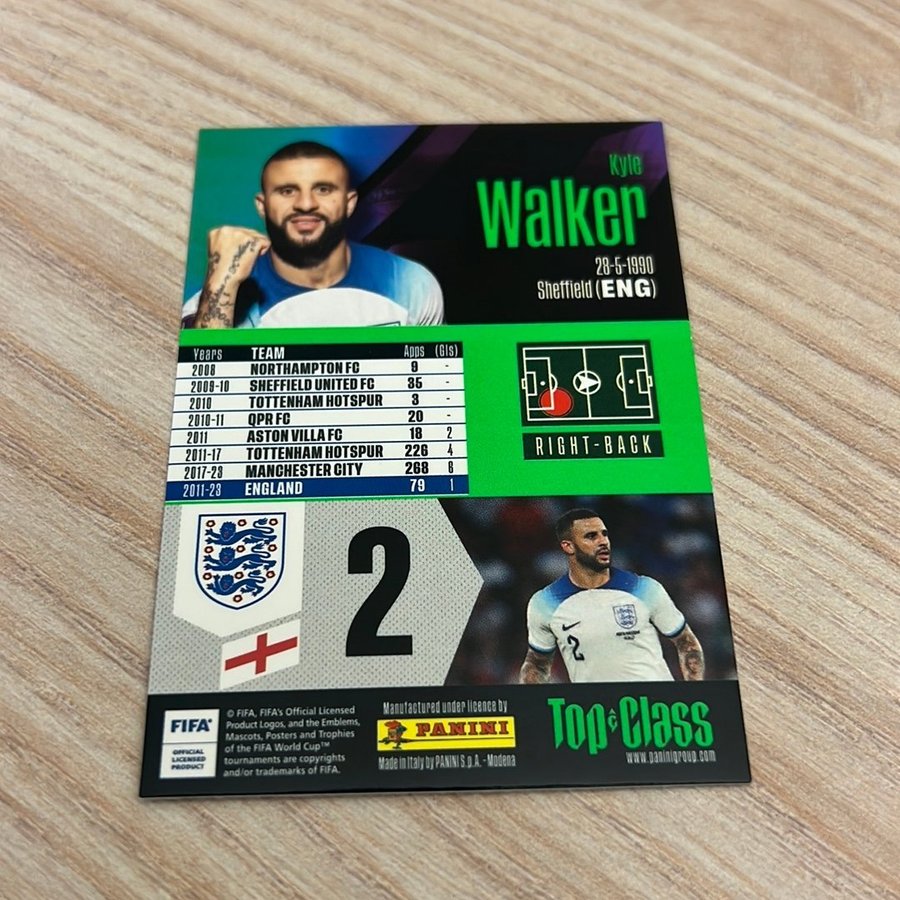 Kyle
Walker
28-5-1990
Sheffield (ENG)
Years TEAM Apps (Gls)
2008 NORTHAMPTON FC 9 -
2009-10 SHEFFIELD UNITED FC 35 -
2010 TOTTENHAM HOTSPUR 3 -
2010-11 QPR FC 20 -
2011 ASTON VILLA FC 18 2
2011-17 TOTTENHAM HOTSPUR 226 4
2017-23 MANCHESTER CITY 268 6
2011-23 ENGLAND 79 1
RIGHT-BACK
2
2
FIFA®
OFFICIAL
LICENSED
PRODUCT
© FIFA, FIFA's Official Licensed
Product Logos, and the Emblems,
Mascots, Posters and Trophies
of the FIFA World Cup™
tournaments are copyrights
and/or trademarks of FIFA.
Manufactured under licence by
PANINI
Made in Italy by PANINI S.p.A. - Modena
Top Class
www.paninigroup.com